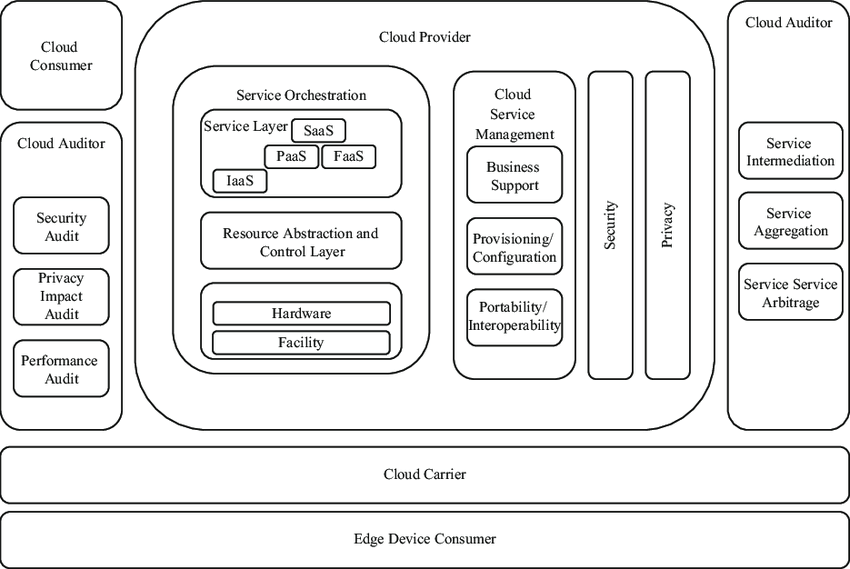 Cloud
Consumer
Cloud Auditor
Security
Audit
Privacy
Impact
Audit
Performance
Audit
Cloud Provider
Service Orchestration
Service Layer
SaaS
PaaS
FaaS
IaaS
Resource Abstraction and
Control Layer
Hardware
Facility
Cloud
Service
Management
Business
Support
Provisioning/
Configuration
Portability/
Interoperability
Security
Privacy
Cloud Auditor
Service
Intermediation
Service
Aggregation
Service Service
Arbitrage
Cloud Carrier
Edge Device Consumer